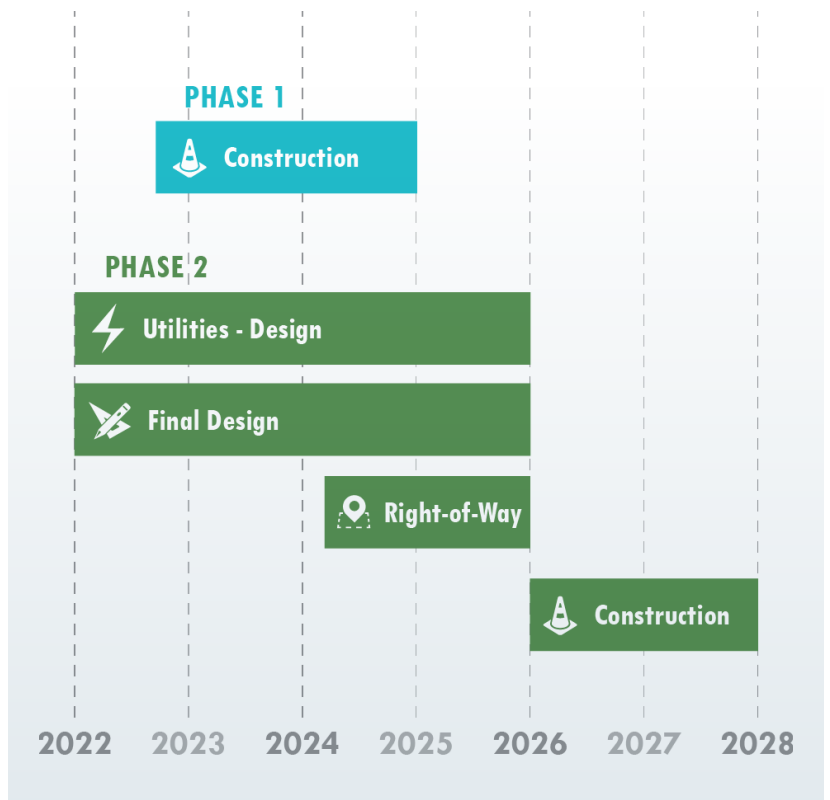 PHASE 1
Construction
PHASE 2
Utilities - Design
Final Design
Right-of-Way
Construction
2022 2023 2024 2025 2026 2027 2028